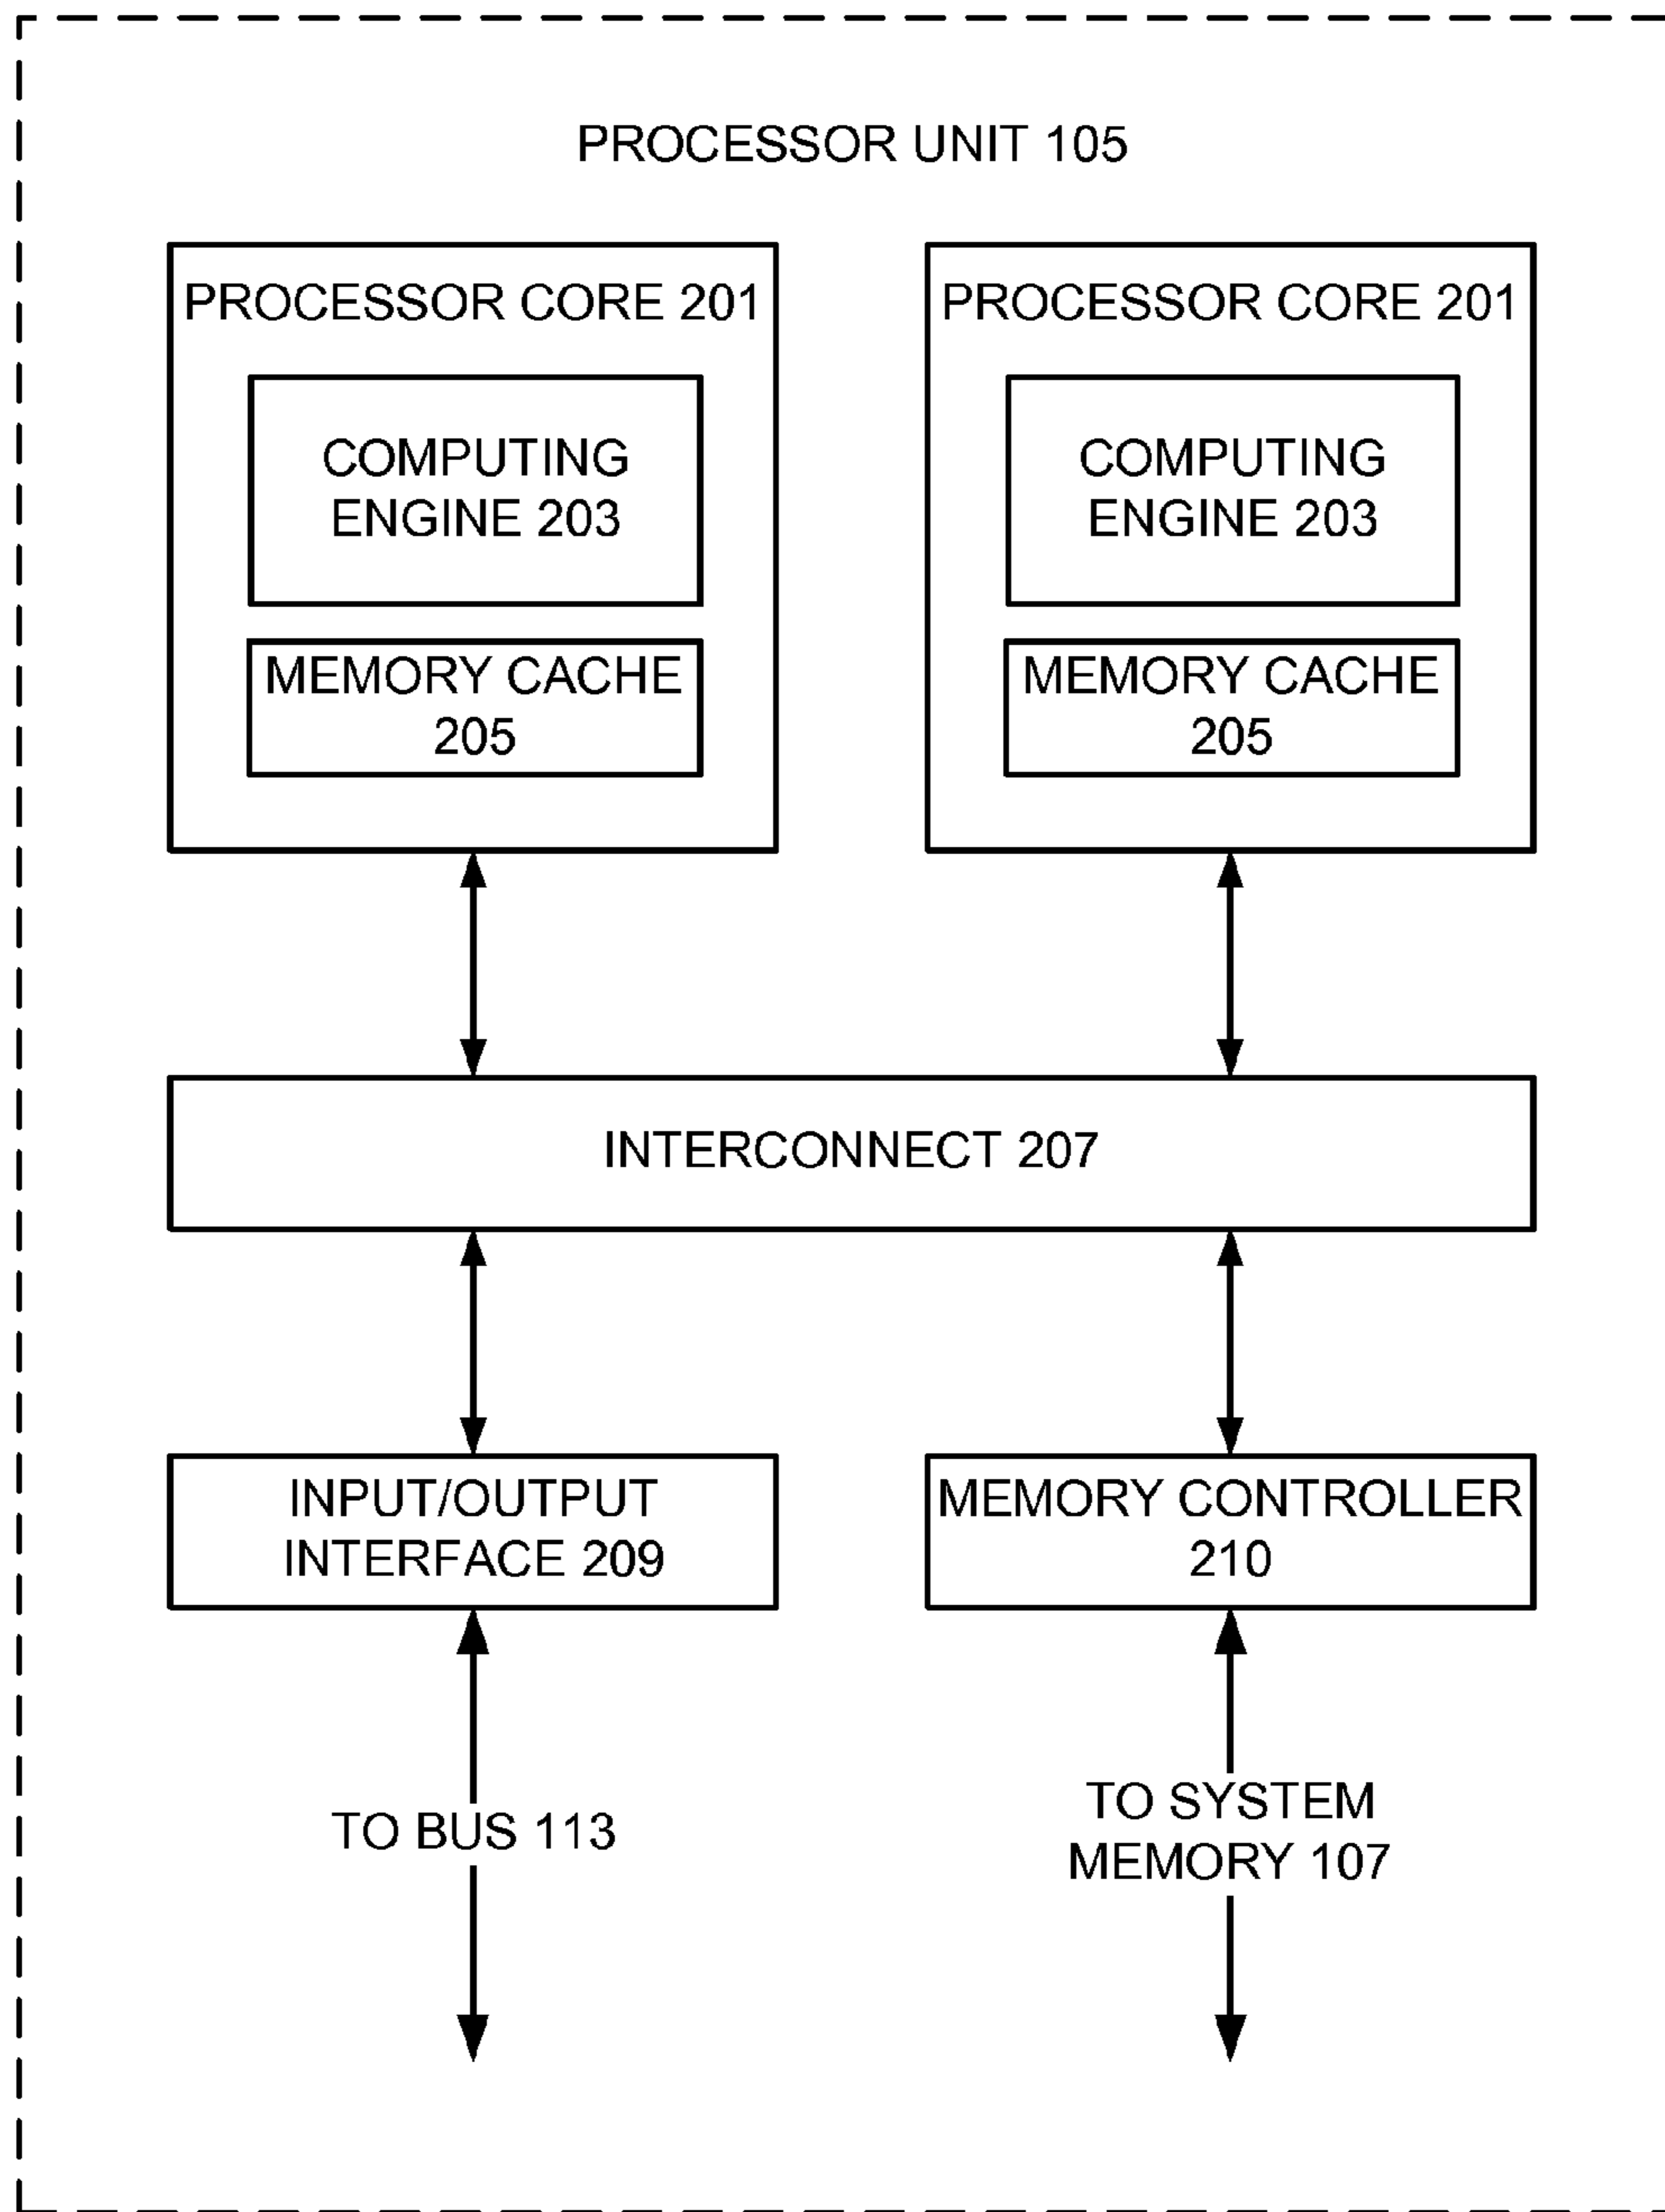 PROCESSOR UNIT 105
PROCESSOR CORE 201
COMPUTING
ENGINE 203
MEMORY CACHE
205
PROCESSOR CORE 201
COMPUTING
ENGINE 203
MEMORY CACHE
205
INTERCONNECT 207
INPUT/OUTPUT
INTERFACE 209
MEMORY CONTROLLER
210
TO BUS 113
TO SYSTEM
MEMORY 107